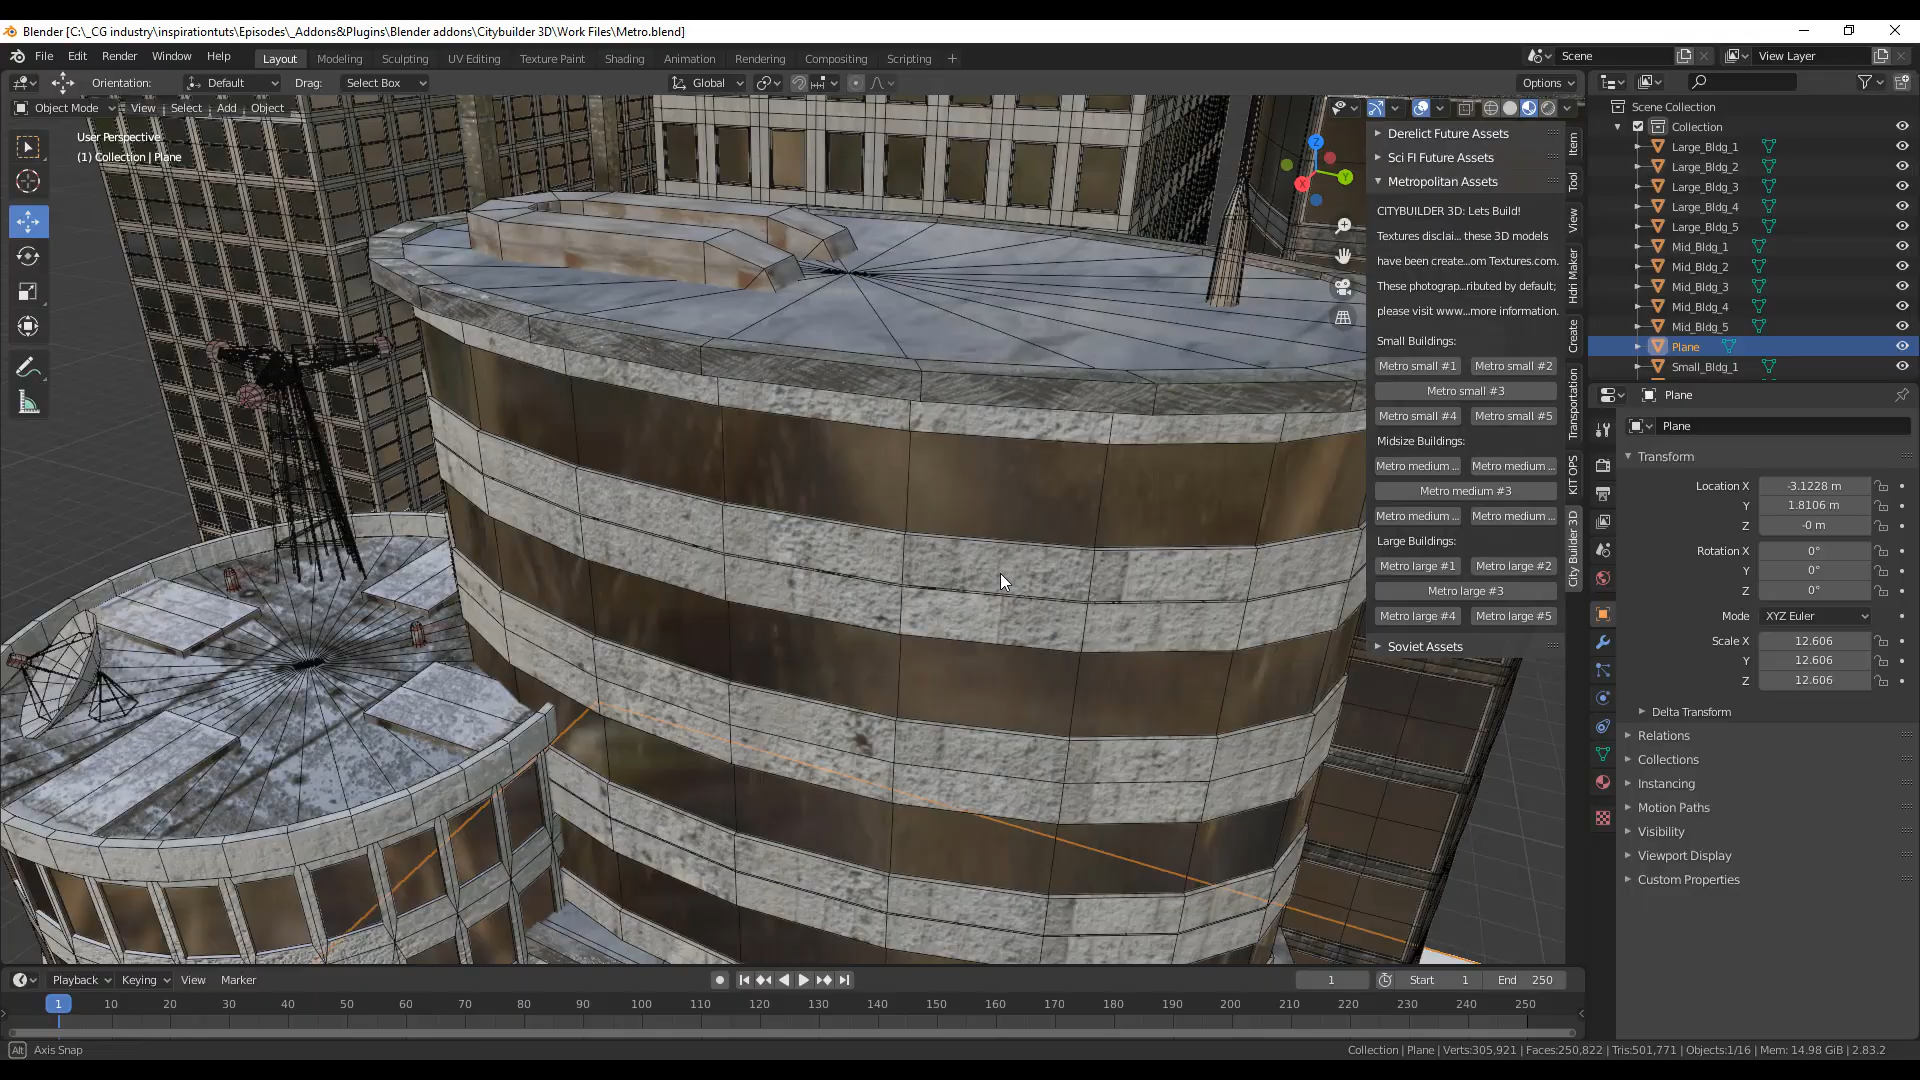 Blender [C:\_CG industry\inspirationtuts\Episodes\_Addons&Plugins\Blender addons\Citybuilder 3D\Work Files\Metro.blend]
File Edit Render Window Help Layout Modeling Sculpting UV Editing Texture Paint Shading Animation Rendering Compositing Scripting + Scene View Layer
Orientation: Default Drag: Select Box Global Options
Object Mode View Select Add Object
User Perspective
(1) Collection | Plane
Derelict Future Assets
Sci FI Future Assets
Metropolitan Assets
CITYBUILDER 3D: Lets Build!
Textures disclai... these 3D models
have been create...om Textures.com.
These photograp...ributed by default;
please visit www...more information.
Small Buildings:
Metro small #1 Metro small #2
Metro small #3
Metro small #4 Metro small #5
Midsize Buildings:
Metro medium ... Metro medium ...
Metro medium #3
Metro medium ... Metro medium ...
Large Buildings:
Metro large #1 Metro large #2
Metro large #3
Metro large #4 Metro large #5
Soviet Assets
Item
Tool
View
Hdri Maker
Create
Transportation
KIT OPS
City Builder 3D
Z
Y
X
Scene Collection
Collection
Large_Bldg_1
Large_Bldg_2
Large_Bldg_3
Large_Bldg_4
Large_Bldg_5
Mid_Bldg_1
Mid_Bldg_2
Mid_Bldg_3
Mid_Bldg_4
Mid_Bldg_5
Plane
Small_Bldg_1
Plane
Plane
Transform
Location X -3.1228 m
Y 1.8106 m
Z -0 m
Rotation X 0°
Y 0°
Z 0°
Mode XYZ Euler
Scale X 12.606
Y 12.606
Z 12.606
Delta Transform
Relations
Collections
Instancing
Motion Paths
Visibility
Viewport Display
Custom Properties
Playback Keying View Marker 1 Start 1 End 250
1 10 20 30 40 50 60 70 80 90 100 110 120 130 140 150 160 170 180 190 200 210 220 230 240 250
Alt Axis Snap
Collection | Plane | Verts:305,921 | Faces:250,822 | Tris:501,771 | Objects:1/16 | Mem: 14.98 GiB | 2.83.2